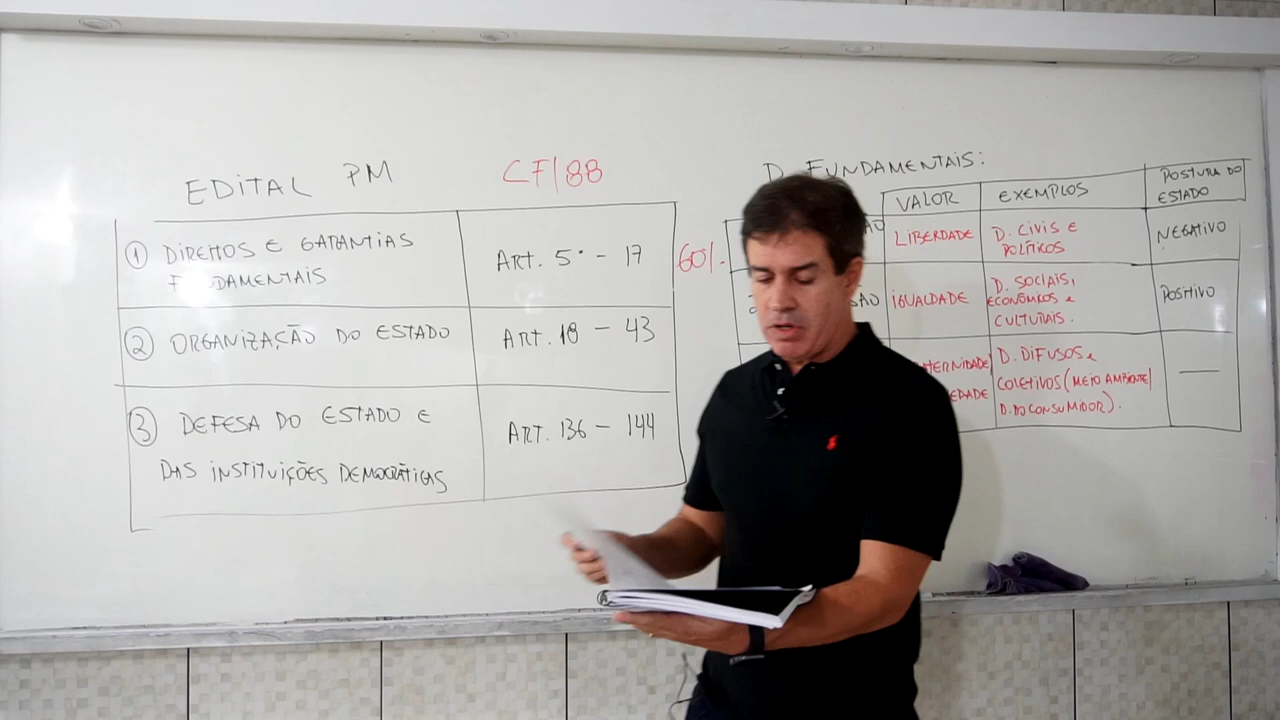 EDITAL PM CF/88
① DIREITOS E GARANTIAS
FUNDAMENTAIS
ART. 5º - 17
60%
② ORGANIZAÇÃO DO ESTADO
ART. 18 - 43
③ DEFESA DO ESTADO E
DAS INSTITUIÇÕES DEMOCRÁTICAS
ART. 136 - 144
D. FUNDAMENTAIS:
VALOR
EXEMPLOS
POSTURA DO
ESTADO
LIBERDADE
D. CIVIS E
POLÍTICOS
NEGATIVO
IGUALDADE
D. SOCIAIS,
ECONÔMICOS E
CULTURAIS.
POSITIVO
D. DIFUSOS E
COLETIVOS (MEIO AMBIENTE/
D. DO CONSUMIDOR).
—